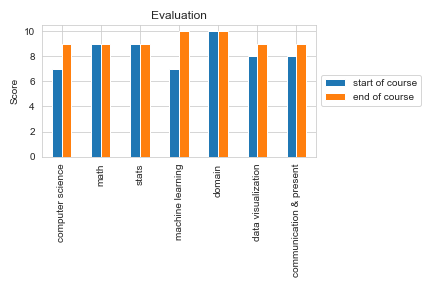 Evaluation
10
8
6
4
2
0
Score
computer science
math
stats
machine learning
domain
data visualization
communication & present
start of course
end of course